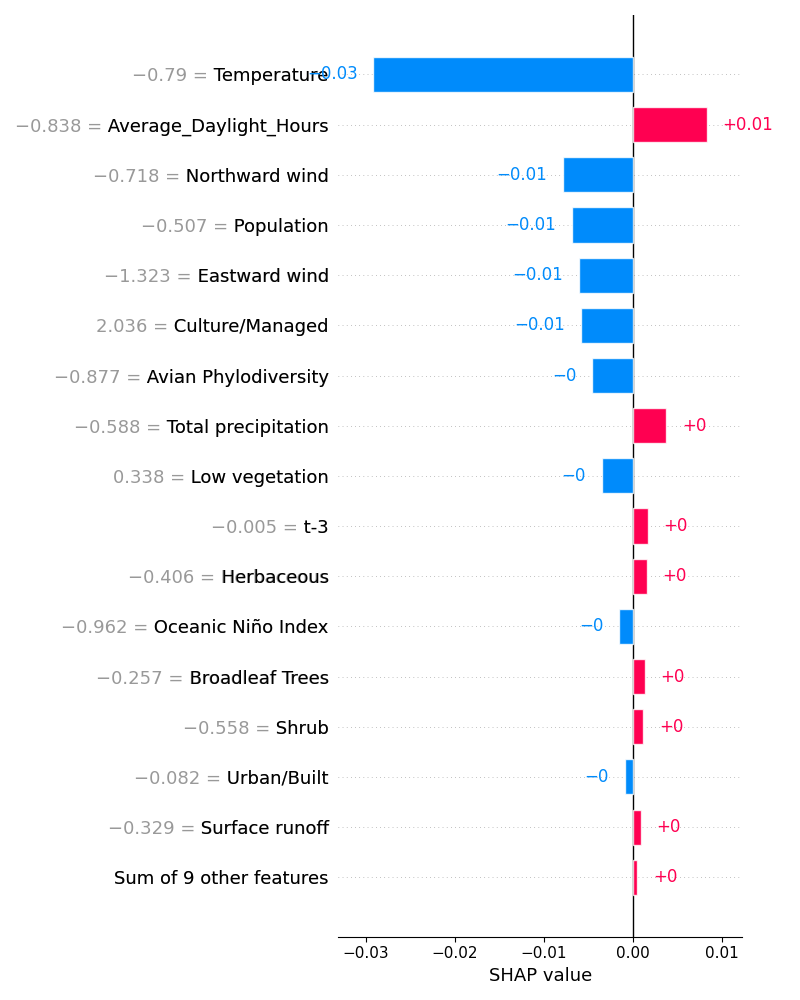 −0.79 = Temperature −0.03
−0.838 = Average_Daylight_Hours +0.01
−0.718 = Northward wind −0.01
−0.507 = Population −0.01
−1.323 = Eastward wind −0.01
2.036 = Culture/Managed −0.01
−0.877 = Avian Phylodiversity −0
−0.588 = Total precipitation +0
0.338 = Low vegetation −0
−0.005 = t-3 +0
−0.406 = Herbaceous +0
−0.962 = Oceanic Niño Index −0
−0.257 = Broadleaf Trees +0
−0.558 = Shrub +0
−0.082 = Urban/Built −0
−0.329 = Surface runoff +0
Sum of 9 other features +0
−0.03 −0.02 −0.01 0.00 0.01
SHAP value